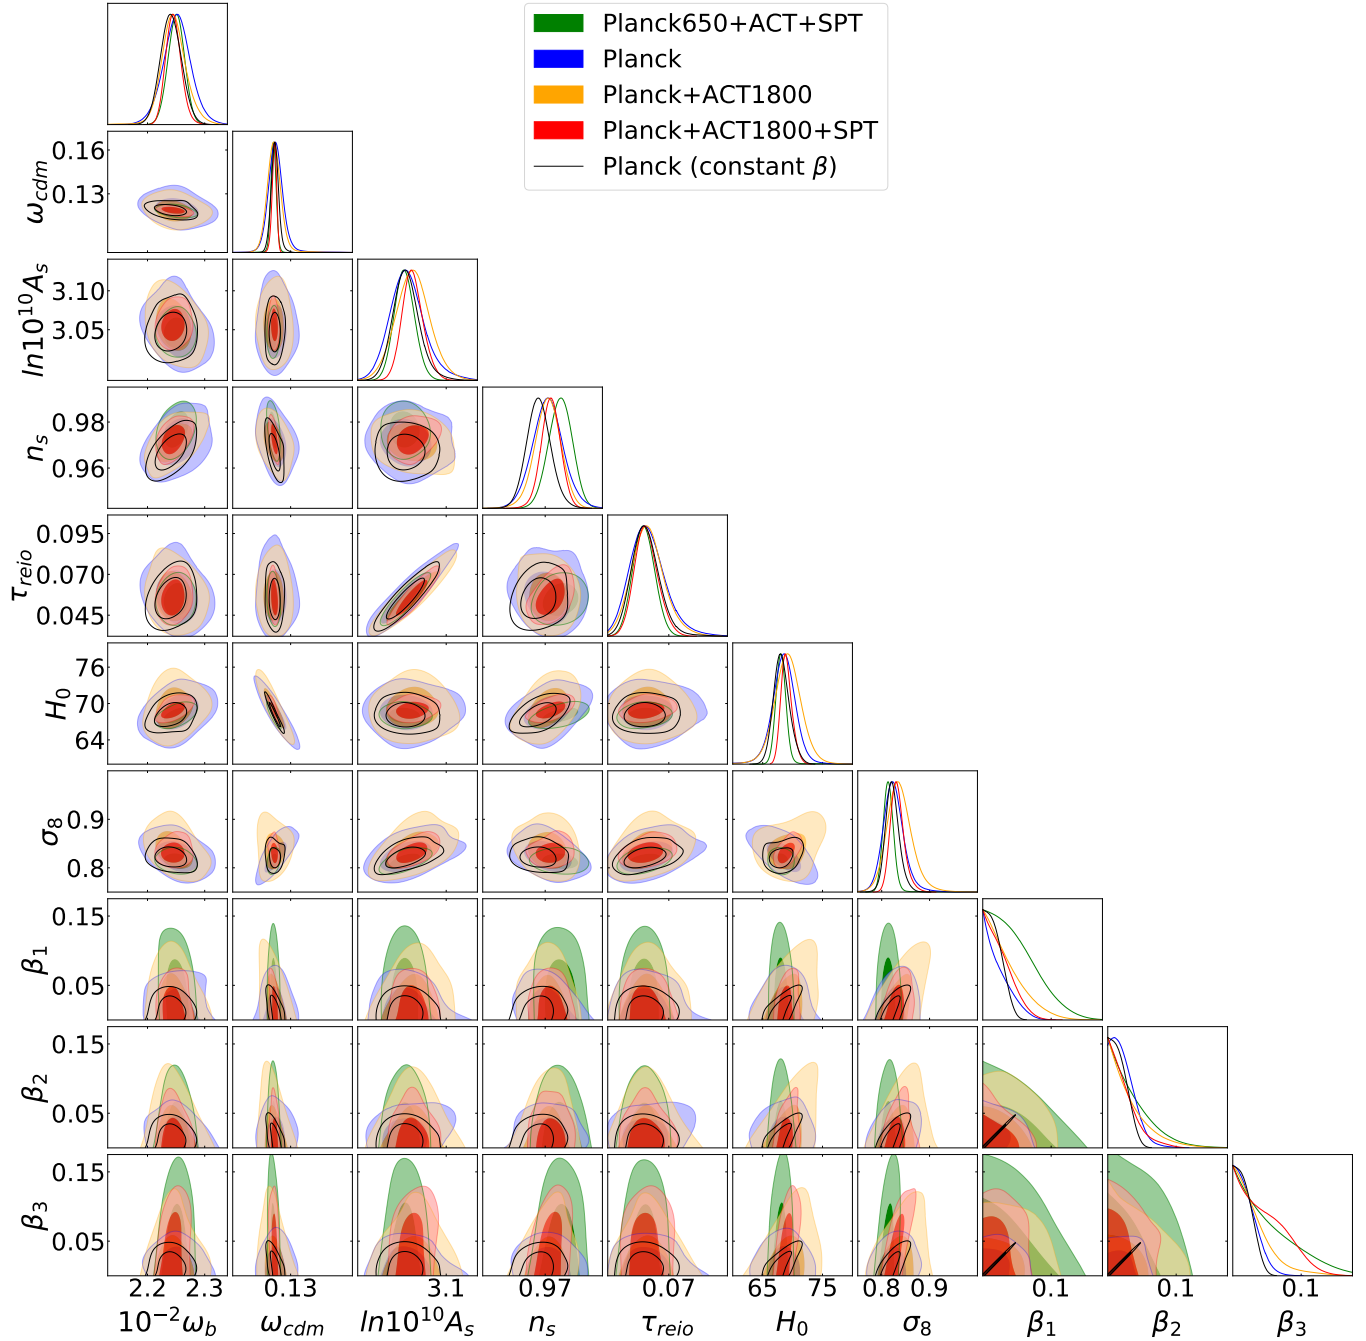 Planck650+ACT+SPT
Planck
Planck+ACT1800
Planck+ACT1800+SPT
Planck (constant β)
0.16
0.13
ω_cdm
3.10
3.05
ln10^10 A_s
0.98
0.96
n_s
0.095
0.070
0.045
τ_reio
76
70
64
H_0
0.9
0.8
σ_8
0.15
0.05
β_1
0.15
0.05
β_2
0.15
0.05
β_3
2.2 2.3 0.13 3.1 0.97 0.07 65 75 0.8 0.9 0.1 0.1 0.1
10^-2 ω_b ω_cdm ln10^10 A_s n_s τ_reio H_0 σ_8 β_1 β_2 β_3